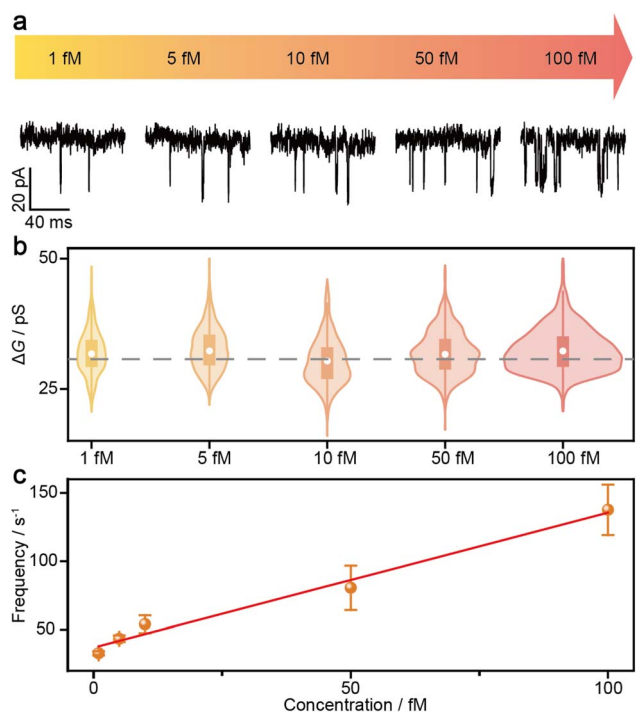 a
1 fM 5 fM 10 fM 50 fM 100 fM
20 pA
40 ms
b
50
25
ΔG / pS
1 fM 5 fM 10 fM 50 fM 100 fM
c
150
100
50
Frequency / s⁻¹
0 50 100
Concentration / fM